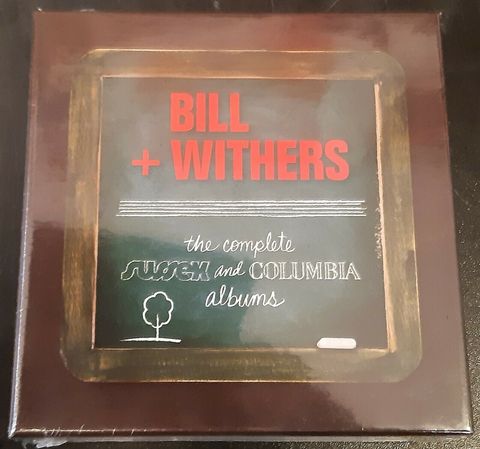 BILL
+ WITHERS
the complete
SUSSEX and COLUMBIA
albums